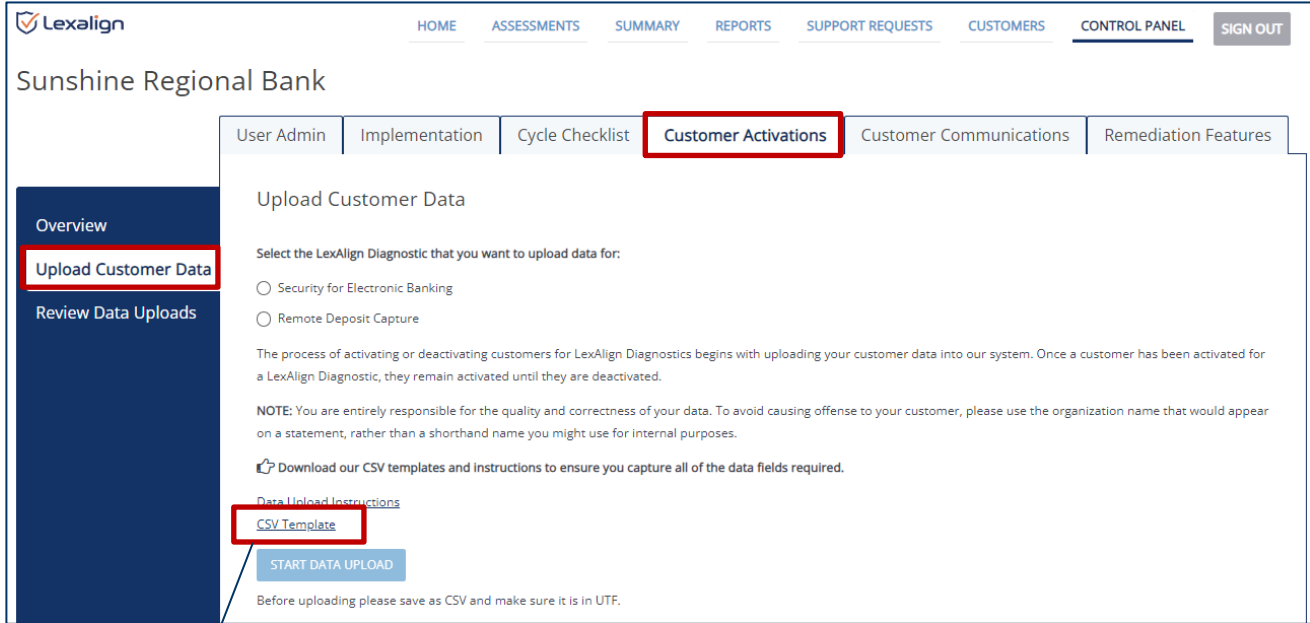 Lexalign
HOME ASSESSMENTS SUMMARY REPORTS SUPPORT REQUESTS CUSTOMERS CONTROL PANEL SIGN OUT
Sunshine Regional Bank
User Admin Implementation Cycle Checklist Customer Activations Customer Communications Remediation Features
Overview
Upload Customer Data
Review Data Uploads
Upload Customer Data
Select the LexAlign Diagnostic that you want to upload data for:
Security for Electronic Banking
Remote Deposit Capture
The process of activating or deactivating customers for LexAlign Diagnostics begins with uploading your customer data into our system. Once a customer has been activated for
a LexAlign Diagnostic, they remain activated until they are deactivated.
NOTE: You are entirely responsible for the quality and correctness of your data. To avoid causing offense to your customer, please use the organization name that would appear
on a statement, rather than a shorthand name you might use for internal purposes.
Download our CSV templates and instructions to ensure you capture all of the data fields required.
Data Upload Instructions
CSV Template
START DATA UPLOAD
Before uploading please save as CSV and make sure it is in UTF.